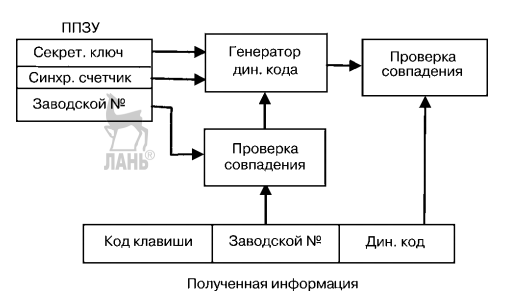 ППЗУ
Секрет. ключ
Синхр. счетчик
Заводской №
Генератор
дин. кода
Проверка
совпадения
Проверка
совпадения
ЛАНЬ®
Код клавиши
Заводской №
Дин. код
Полученная информация